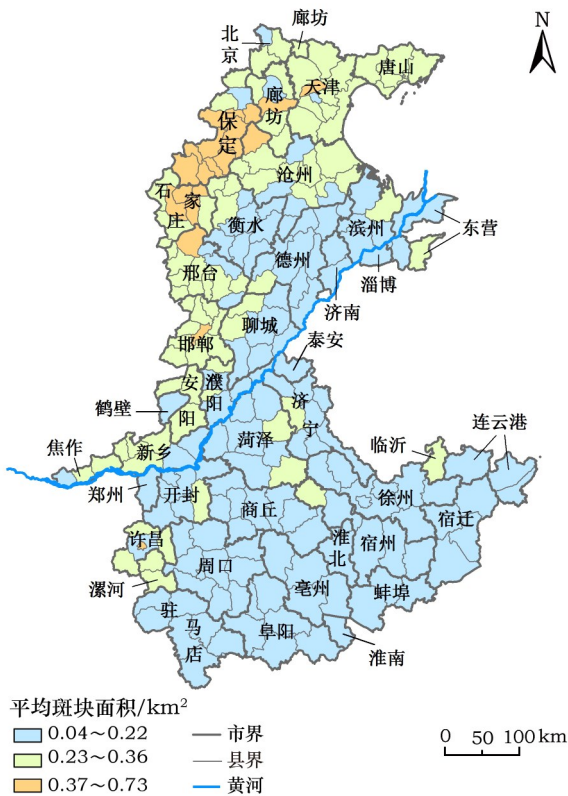 廊坊
N
北京
唐山
天津
廊坊
保定
沧州
石家庄
衡水
滨州
东营
德州
邢台
淄博
济南
聊城
泰安
邯郸
安阳
濮阳
鹤壁
济宁
连云港
菏泽
临沂
焦作
新乡
郑州
开封
徐州
商丘
宿迁
许昌
淮北
宿州
周口
漯河
亳州
蚌埠
驻马店
阜阳
淮南
平均斑块面积/km²
0.04～0.22
市界
0.23～0.36
县界
0.37～0.73
黄河
0 50 100 km